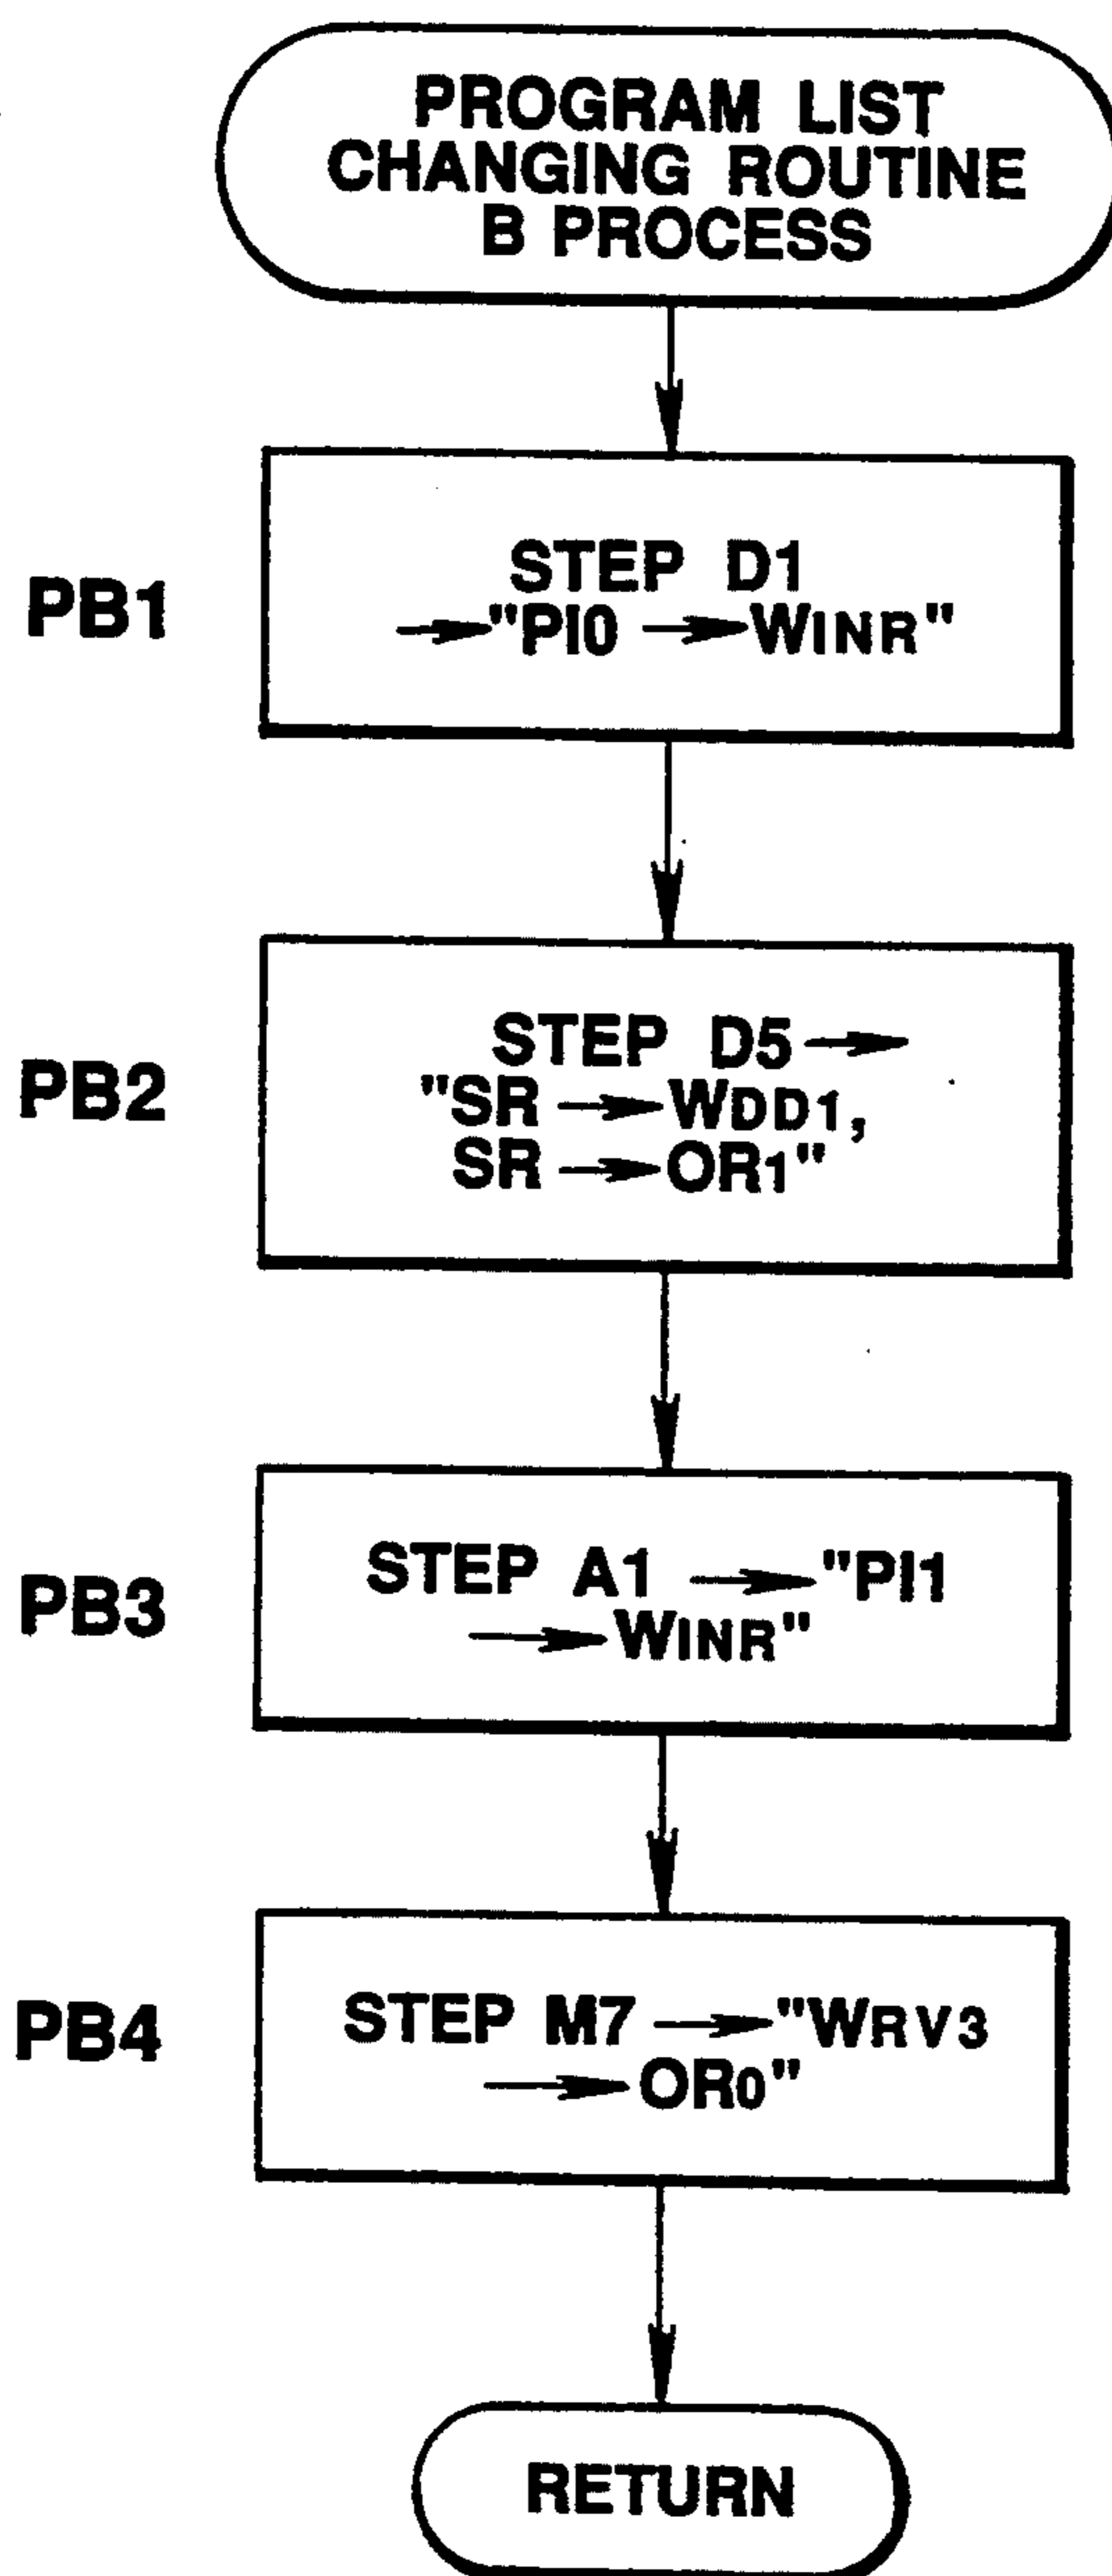 PROGRAM LIST
CHANGING ROUTINE
B PROCESS
PB1
STEP D1
→"PI0 → WINR"
PB2
STEP D5 →
"SR → WDD1,
SR → OR1"
PB3
STEP A1 → "PI1
→ WINR"
PB4
STEP M7 → "WRV3
→ OR0"
RETURN